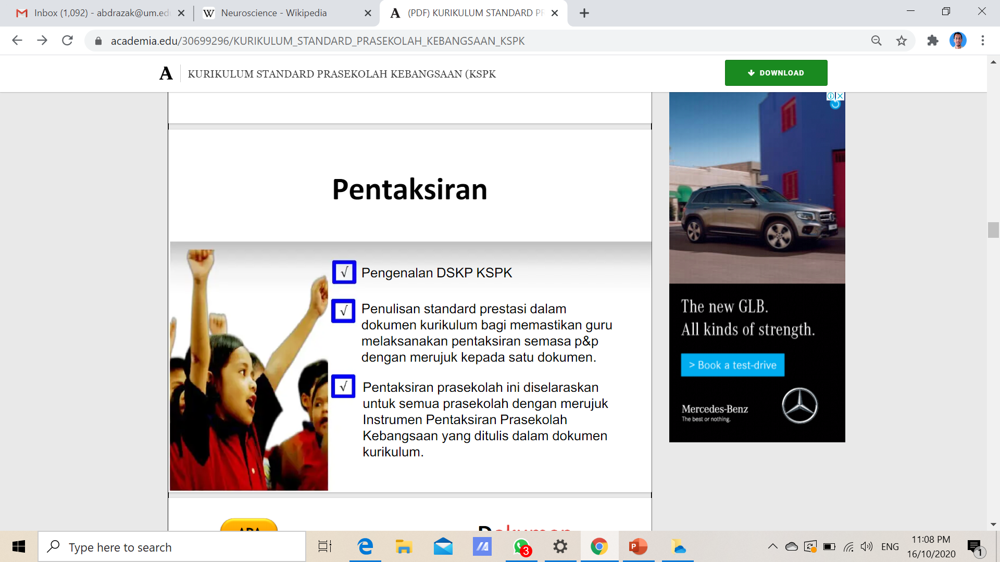 Inbox (1,092) - abdrazak@um.ed
Neuroscience - Wikipedia
(PDF) KURIKULUM STANDARD PR
academia.edu/30699296/KURIKULUM_STANDARD_PRASEKOLAH_KEBANGSAAN_KSPK
A
KURIKULUM STANDARD PRASEKOLAH KEBANGSAAN (KSPK
DOWNLOAD
Pentaksiran
√ Pengenalan DSKP KSPK
√ Penulisan standard prestasi dalam
dokumen kurikulum bagi memastikan guru
melaksanakan pentaksiran semasa p&p
dengan merujuk kepada satu dokumen.
√ Pentaksiran prasekolah ini diselaraskan
untuk semua prasekolah dengan merujuk
Instrumen Pentaksiran Prasekolah
Kebangsaan yang ditulis dalam dokumen
kurikulum.
The new GLB.
All kinds of strength.
> Book a test-drive
Mercedes-Benz
The best or nothing.
APA
Dokumen
Type here to search
3
ENG
11:08 PM
16/10/2020
1